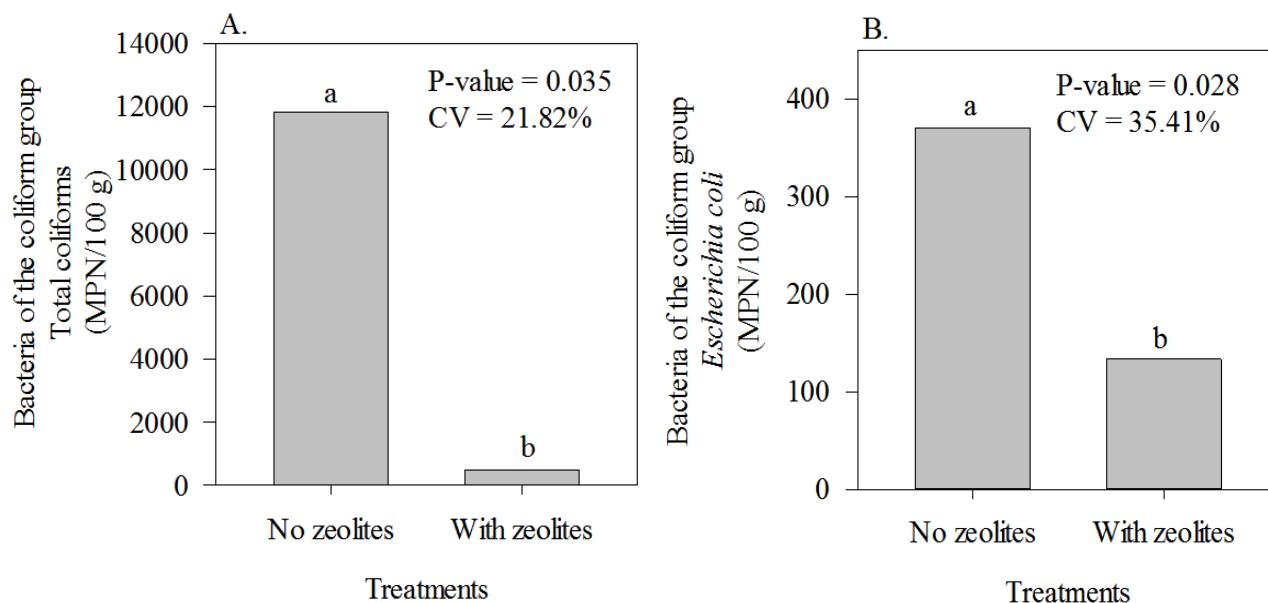 A.
Bacteria of the coliform group
Total coliforms
(MPN/100 g)
14000
12000
10000
8000
6000
4000
2000
0
P-value = 0.035
CV = 21.82%
a
b
No zeolites
With zeolites
Treatments
B.
Bacteria of the coliform group
Escherichia coli
(MPN/100 g)
400
300
200
100
0
P-value = 0.028
CV = 35.41%
a
b
No zeolites
With zeolites
Treatments